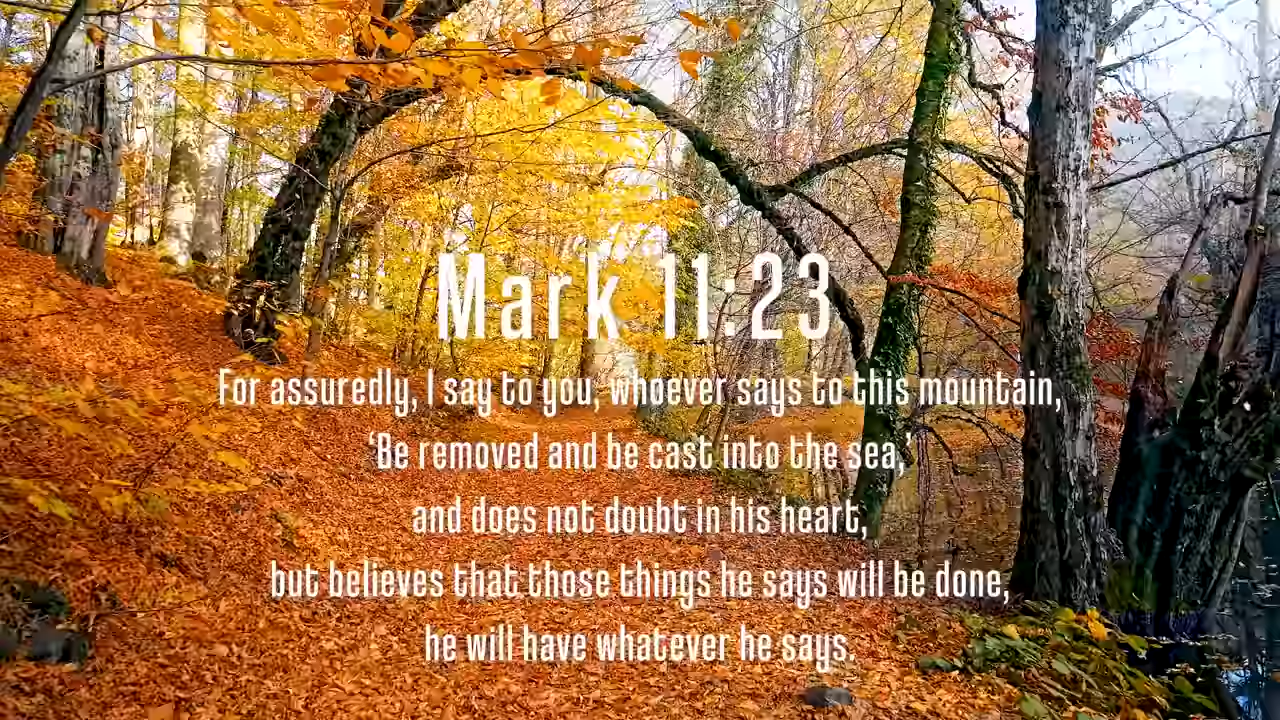 Mark 11:23
For assuredly, I say to you, whoever says to this mountain,
‘Be removed and be cast into the sea,’
and does not doubt in his heart,
but believes that those things he says will be done,
he will have whatever he says.